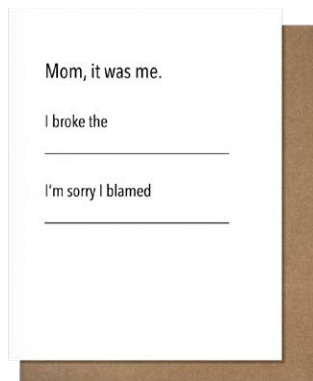 Mom, it was me.
I broke the
I'm sorry I blamed